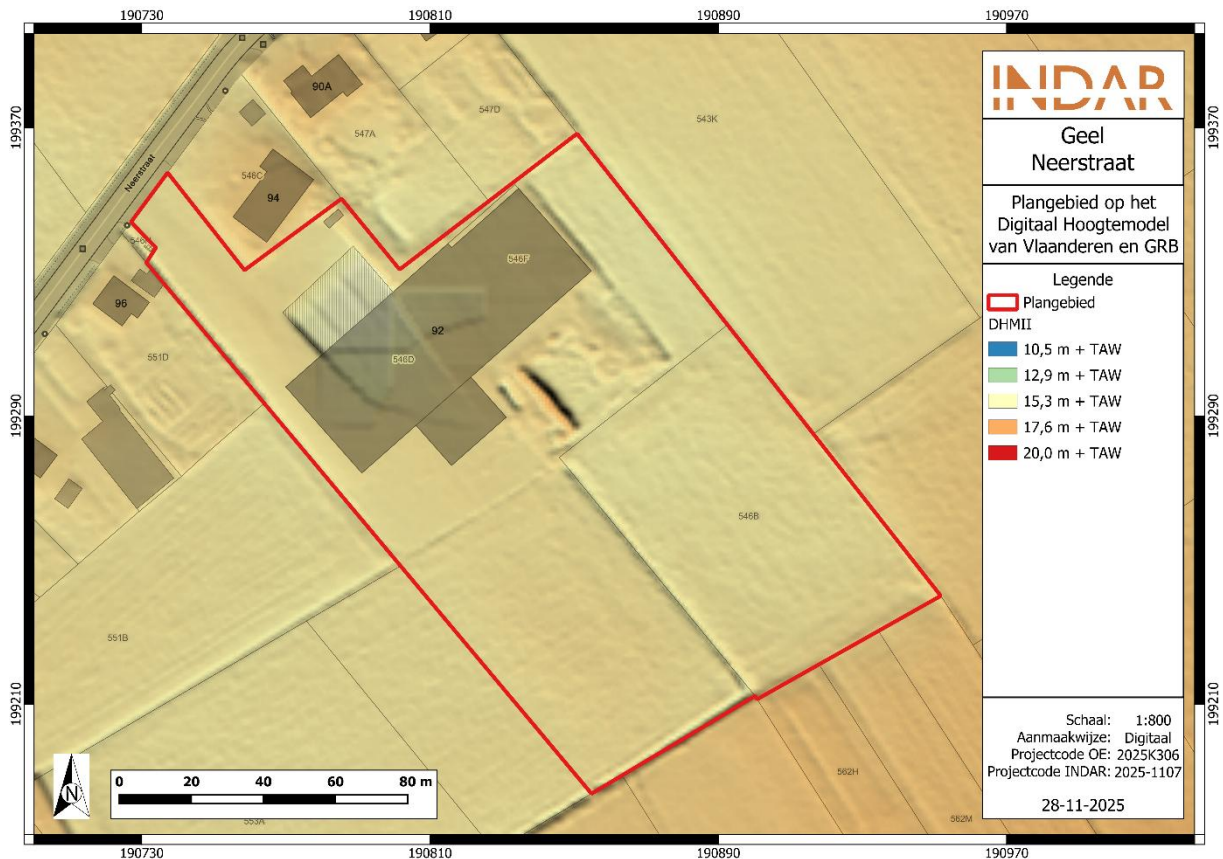 190730
190810
190890
190970
199370
199290
199210
199370
199290
199210
90A
547A
547D
543K
546C
94
Neerstraat
546F
96
92
546D
551D
546B
551B
553A
562H
562M
0 20 40 60 80 m
N
190730
190810
190890
190970
INDAR
Geel
Neerstraat
Plangebied op het
Digitaal Hoogtemodel
van Vlaanderen en GRB
Legende
Plangebied
DHMII
10,5 m + TAW
12,9 m + TAW
15,3 m + TAW
17,6 m + TAW
20,0 m + TAW
Schaal: 1:800
Aanmaakwijze: Digitaal
Projectcode OE: 2025K306
Projectcode INDAR: 2025-1107
28-11-2025